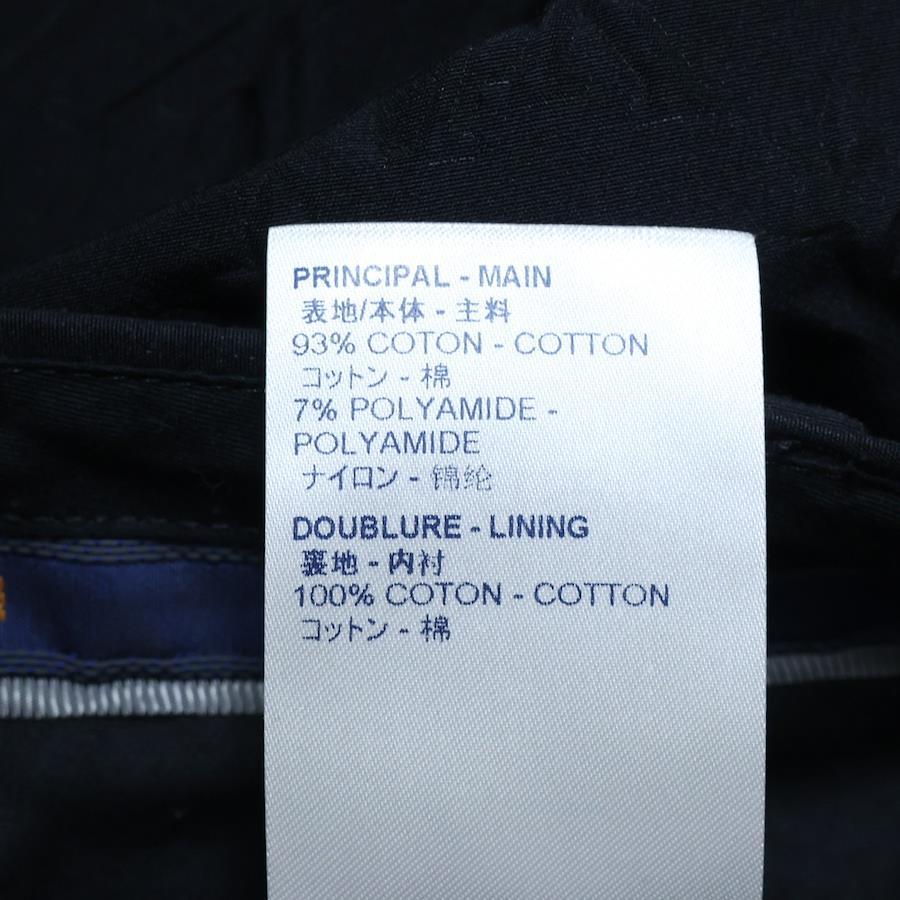 PRINCIPAL - MAIN
表地/本体 - 主料
93% COTON - COTTON
コットン - 棉
7% POLYAMIDE -
POLYAMIDE
ナイロン - 锦纶
DOUBLURE - LINING
裏地 - 内衬
100% COTON - COTTON
コットン - 棉